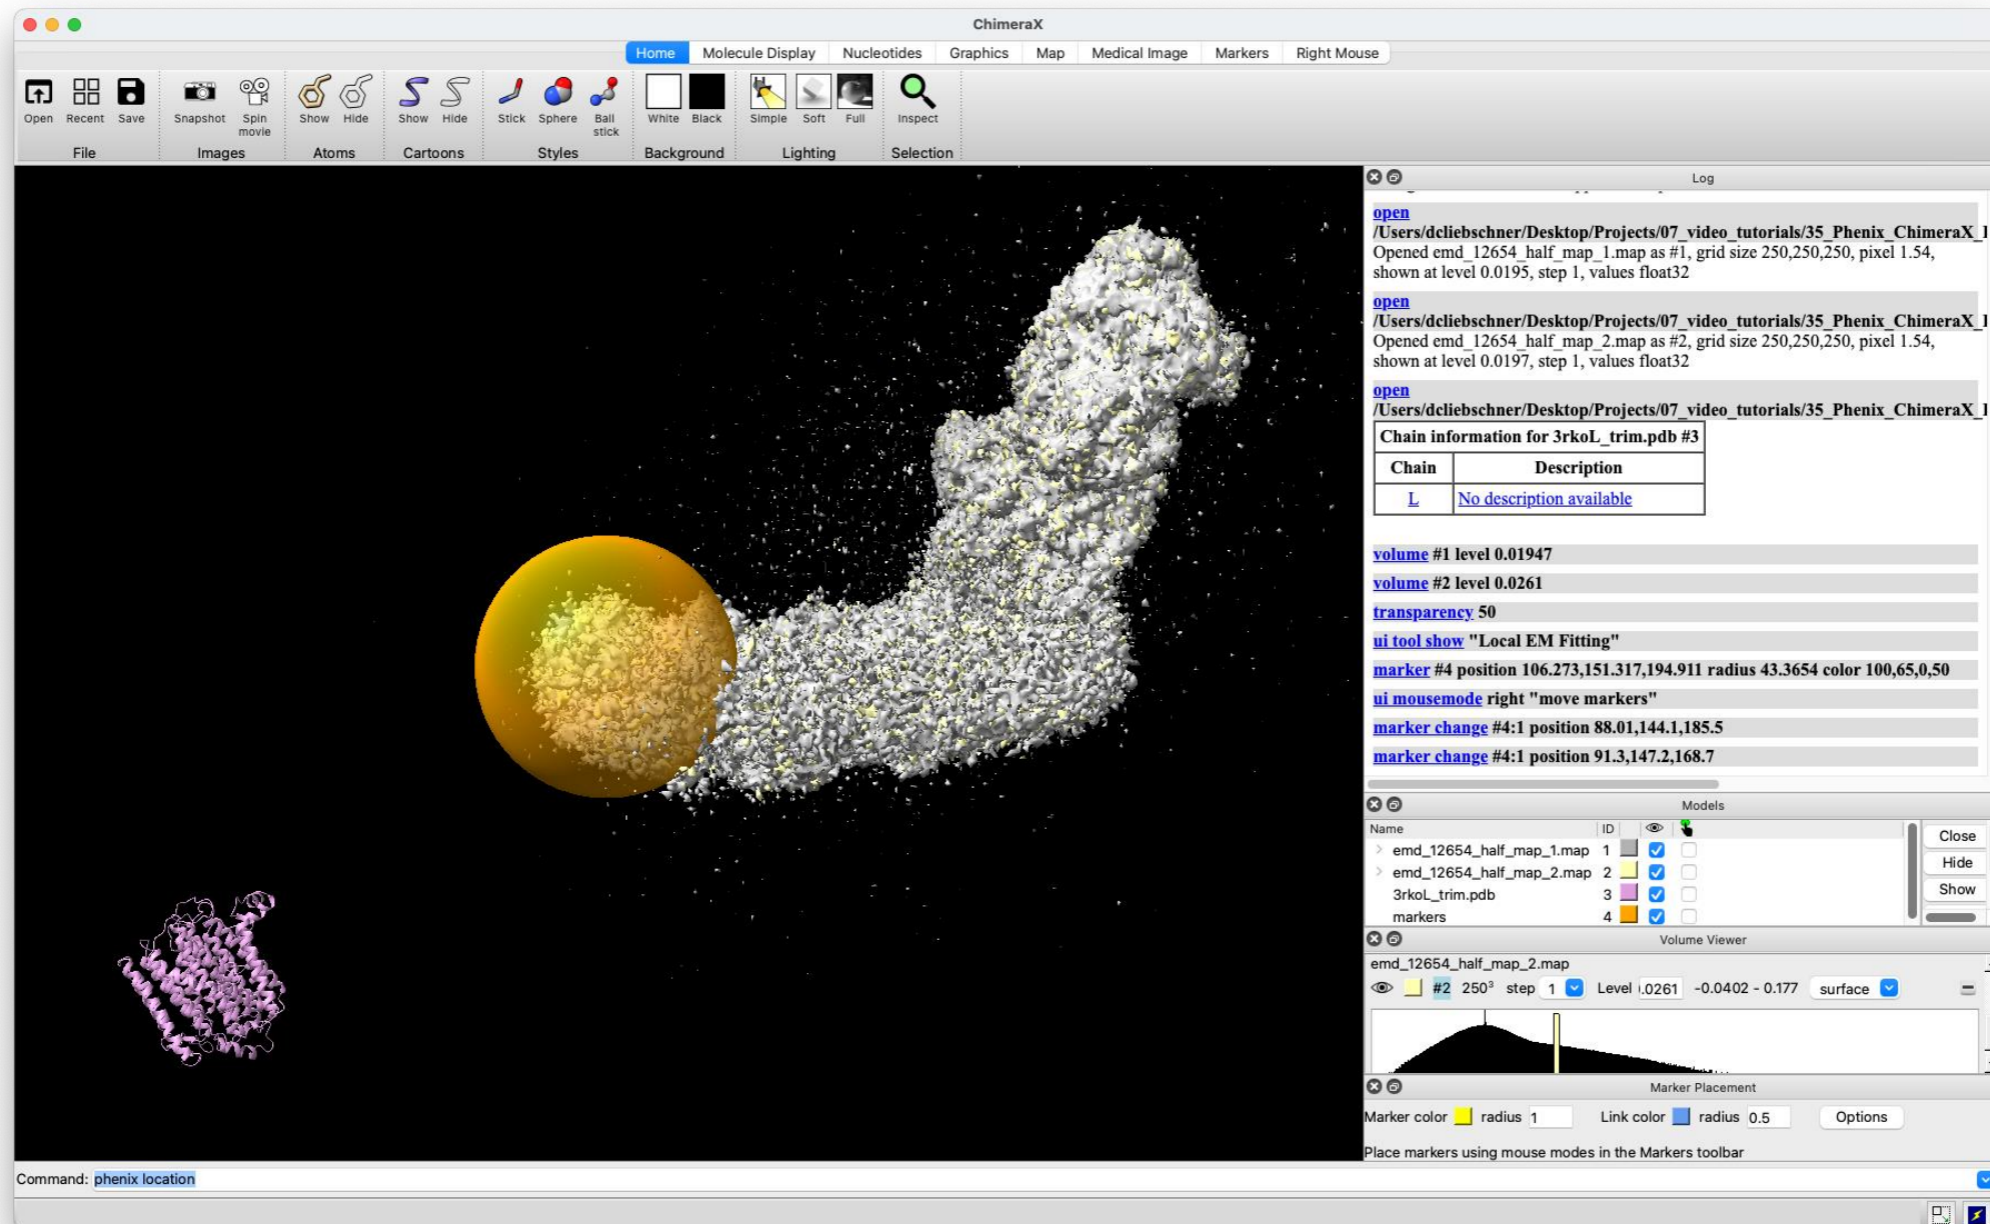 ChimeraX
Home Molecule Display Nucleotides Graphics Map Medical Image Markers Right Mouse
Open Recent Save Snapshot Spin movie Show Hide Show Hide Stick Sphere Ball stick White Black Simple Soft Full Inspect
File Images Atoms Cartoons Styles Background Lighting Selection
Log
open
/Users/dcliebschner/Desktop/Projects/07_video_tutorials/35_Phenix_ChimeraX_
Opened emd_12654_half_map_1.map as #1, grid size 250,250,250, pixel 1.54,
shown at level 0.0195, step 1, values float32
open
/Users/dcliebschner/Desktop/Projects/07_video_tutorials/35_Phenix_ChimeraX_
Opened emd_12654_half_map_2.map as #2, grid size 250,250,250, pixel 1.54,
shown at level 0.0197, step 1, values float32
open
/Users/dcliebschner/Desktop/Projects/07_video_tutorials/35_Phenix_ChimeraX_
Chain information for 3rkoL_trim.pdb #3
Chain Description
L No description available
volume #1 level 0.01947
volume #2 level 0.0261
transparency 50
ui tool show "Local EM Fitting"
marker #4 position 106.273,151.317,194.911 radius 43.3654 color 100,65,0,50
ui mousemode right "move markers"
marker change #4:1 position 88.01,144.1,185.5
marker change #4:1 position 91.3,147.2,168.7
Models
Name ID
emd_12654_half_map_1.map 1
emd_12654_half_map_2.map 2
3rkoL_trim.pdb 3
markers 4
Close
Hide
Show
Volume Viewer
emd_12654_half_map_2.map
#2 250³ step 1 Level .0261 -0.0402 - 0.177 surface
Marker Placement
Marker color radius 1 Link color radius 0.5 Options
Place markers using mouse modes in the Markers toolbar
Command: phenix location